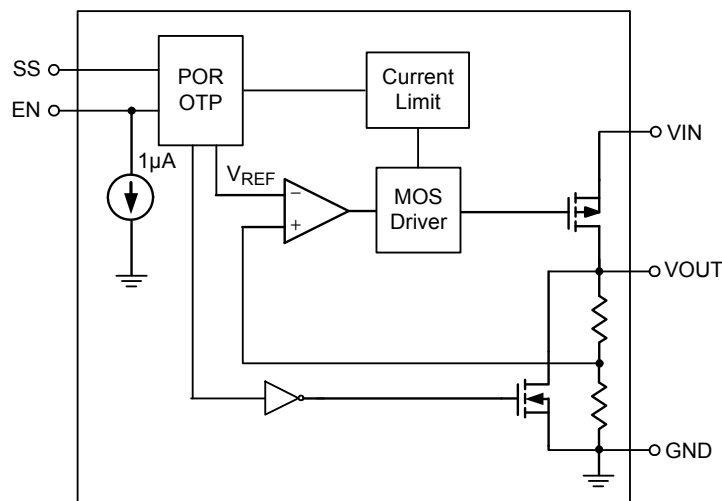 SS
EN
POR
OTP
Current
Limit
VIN
1µA
VREF
−
+
MOS
Driver
VOUT
GND